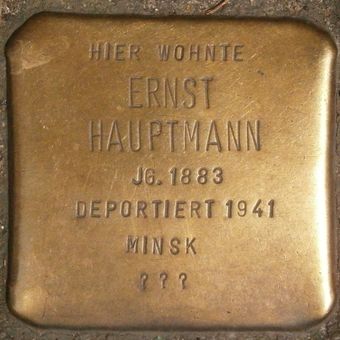 HIER WOHNTE
ERNST
HAUPTMANN
JG. 1883
DEPORTIERT 1941
MINSK
???